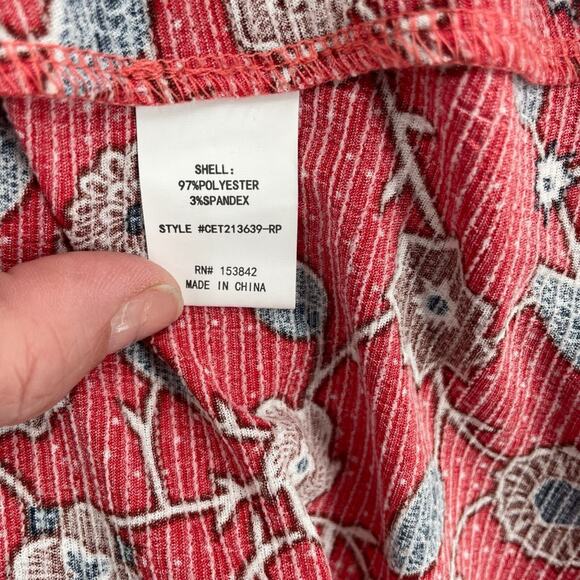 SHELL:
97%POLYESTER
3%SPANDEX
STYLE #CET213639-RP
RN# 153842
MADE IN CHINA